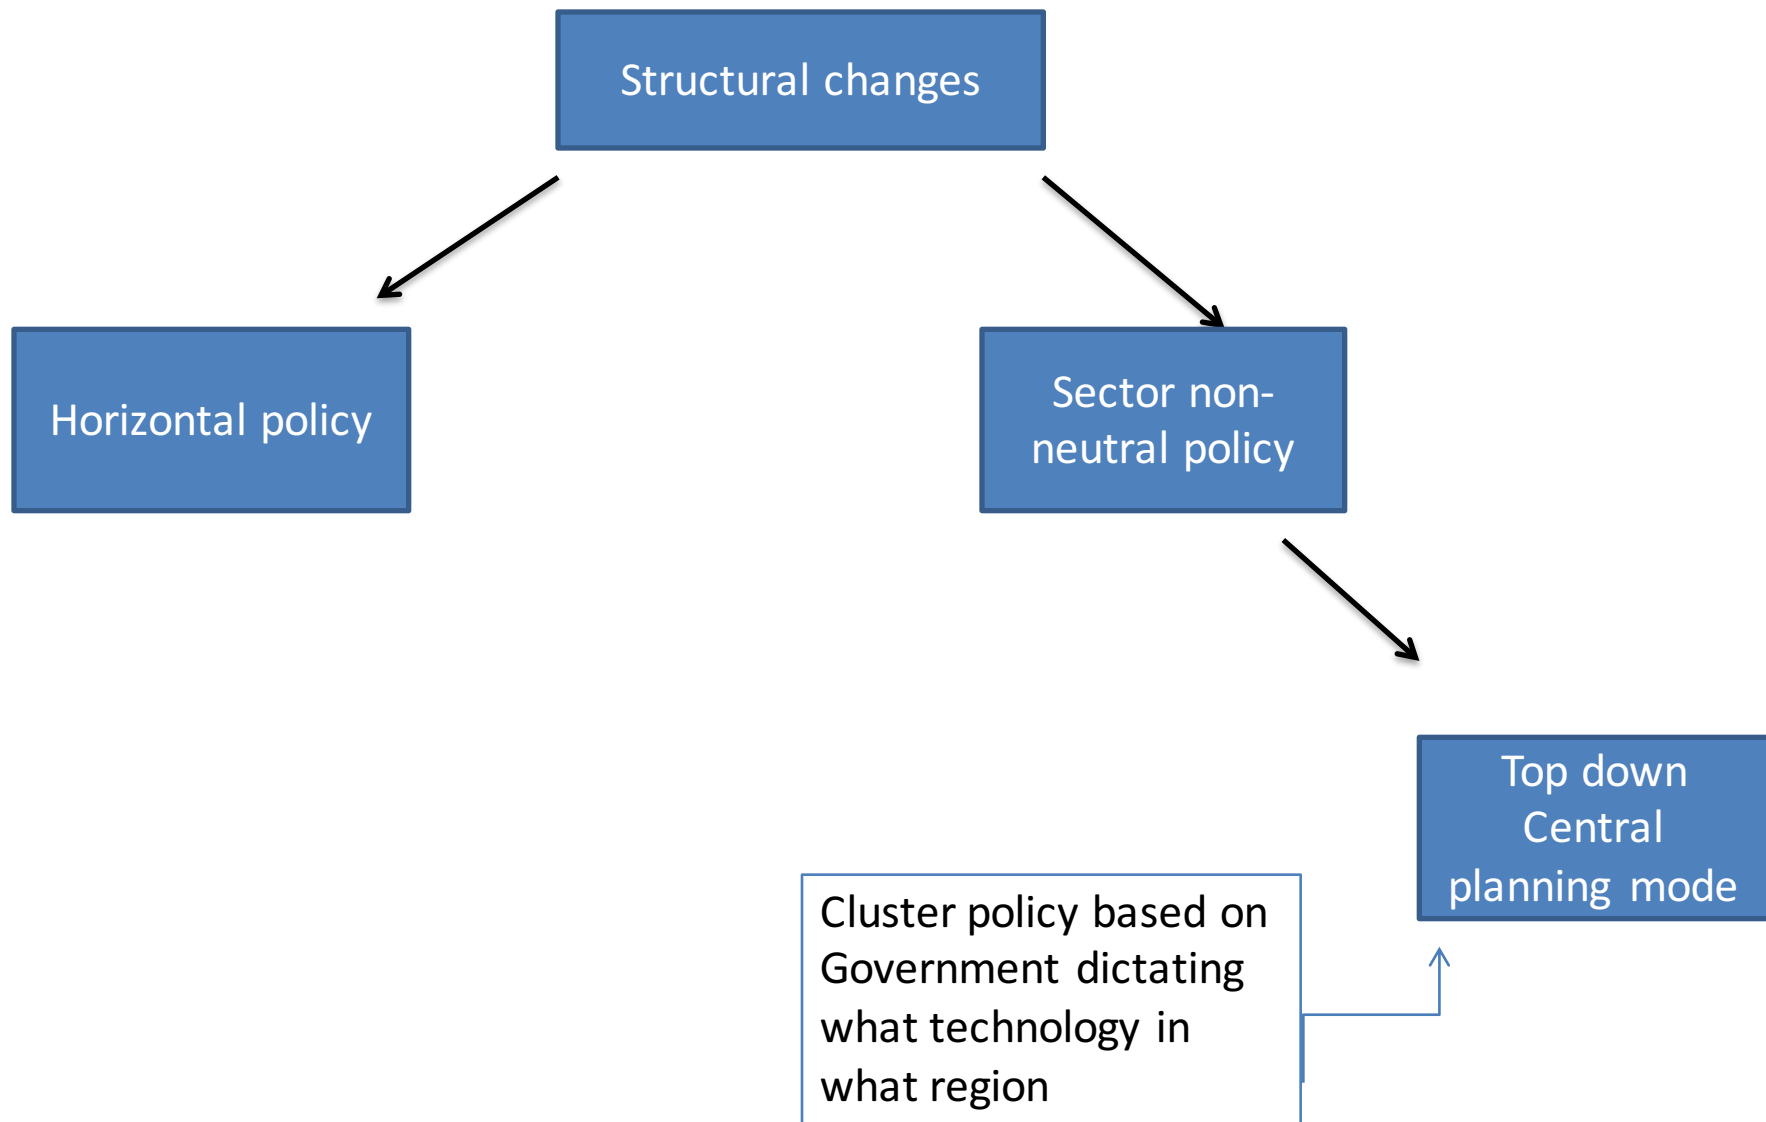 Structural changes
Horizontal policy
Sector non-
neutral policy
Top down
Central
planning mode
Cluster policy based on
Government dictating
what technology in
what region